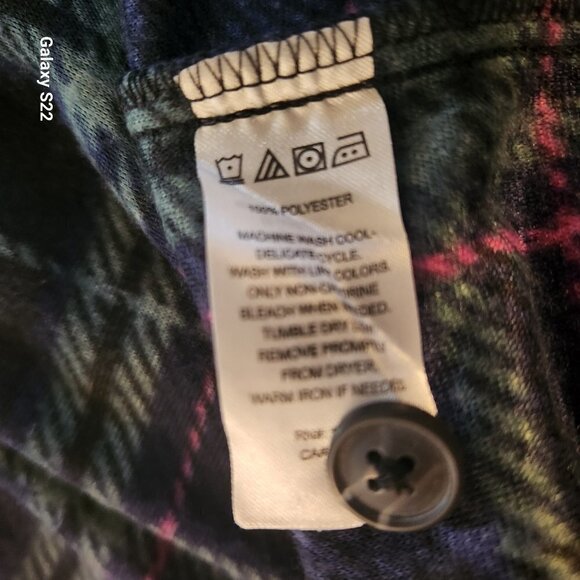 Galaxy S22
100% POLYESTER
MACHINE WASH COOL-
DELICATE CYCLE.
WASH WITH LIKE COLORS.
ONLY NON-CHLORINE
BLEACH WHEN NEEDED.
TUMBLE DRY
REMOVE PROMPTLY
FROM DRYER.
WARM IRON IF NEEDED.